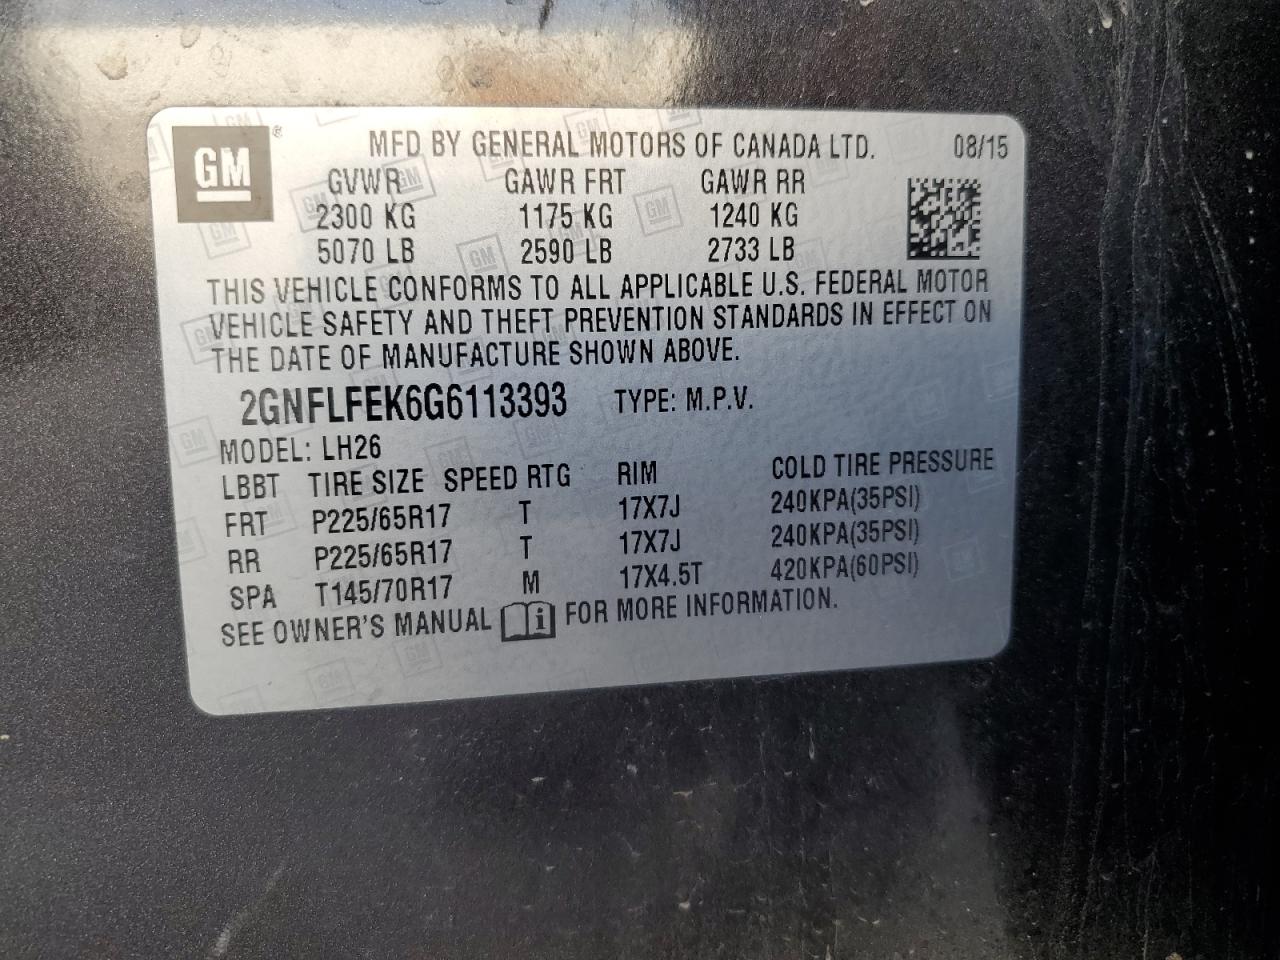 GM
MFD BY GENERAL MOTORS OF CANADA LTD. 08/15
GVWR GAWR FRT GAWR RR
2300 KG 1175 KG 1240 KG
5070 LB 2590 LB 2733 LB
THIS VEHICLE CONFORMS TO ALL APPLICABLE U.S. FEDERAL MOTOR
VEHICLE SAFETY AND THEFT PREVENTION STANDARDS IN EFFECT ON
THE DATE OF MANUFACTURE SHOWN ABOVE.
2GNFLFEK6G6113393 TYPE: M.P.V.
MODEL: LH26
LBBT TIRE SIZE SPEED RTG RIM COLD TIRE PRESSURE
FRT P225/65R17 T 17X7J 240KPA(35PSI)
RR P225/65R17 T 17X7J 240KPA(35PSI)
SPA T145/70R17 M 17X4.5T 420KPA(60PSI)
SEE OWNER'S MANUAL i FOR MORE INFORMATION.